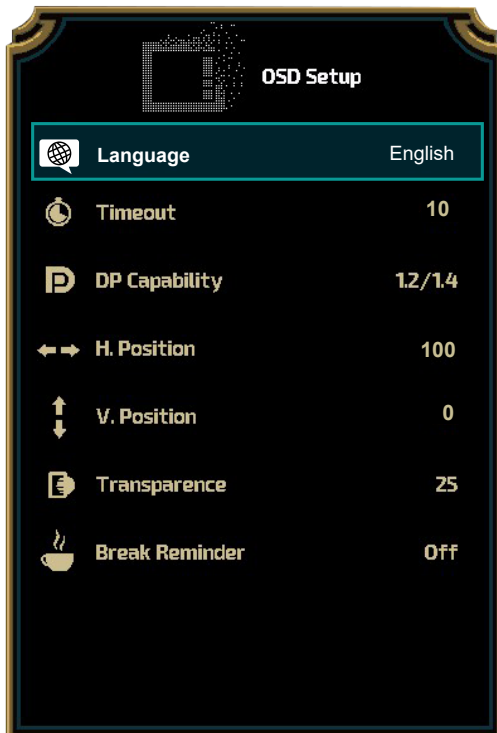 OSD Setup
Language English
Timeout 10
DP Capability 1.2/1.4
H. Position 100
V. Position 0
Transparence 25
Break Reminder Off